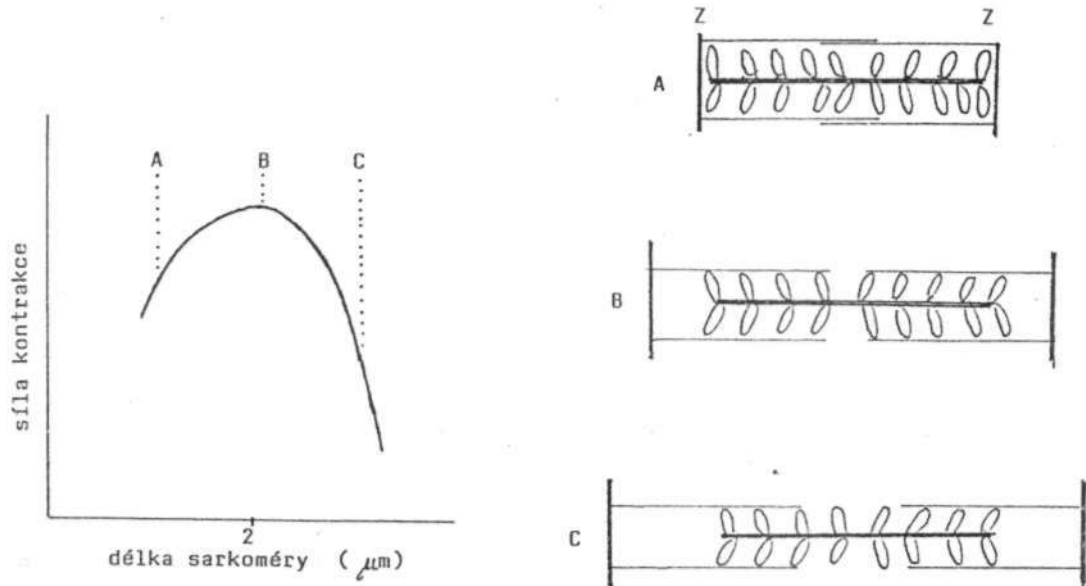 Z Z
A
A B C
síla kontrakce
B
2
délka sarkoméry ( μm)
C